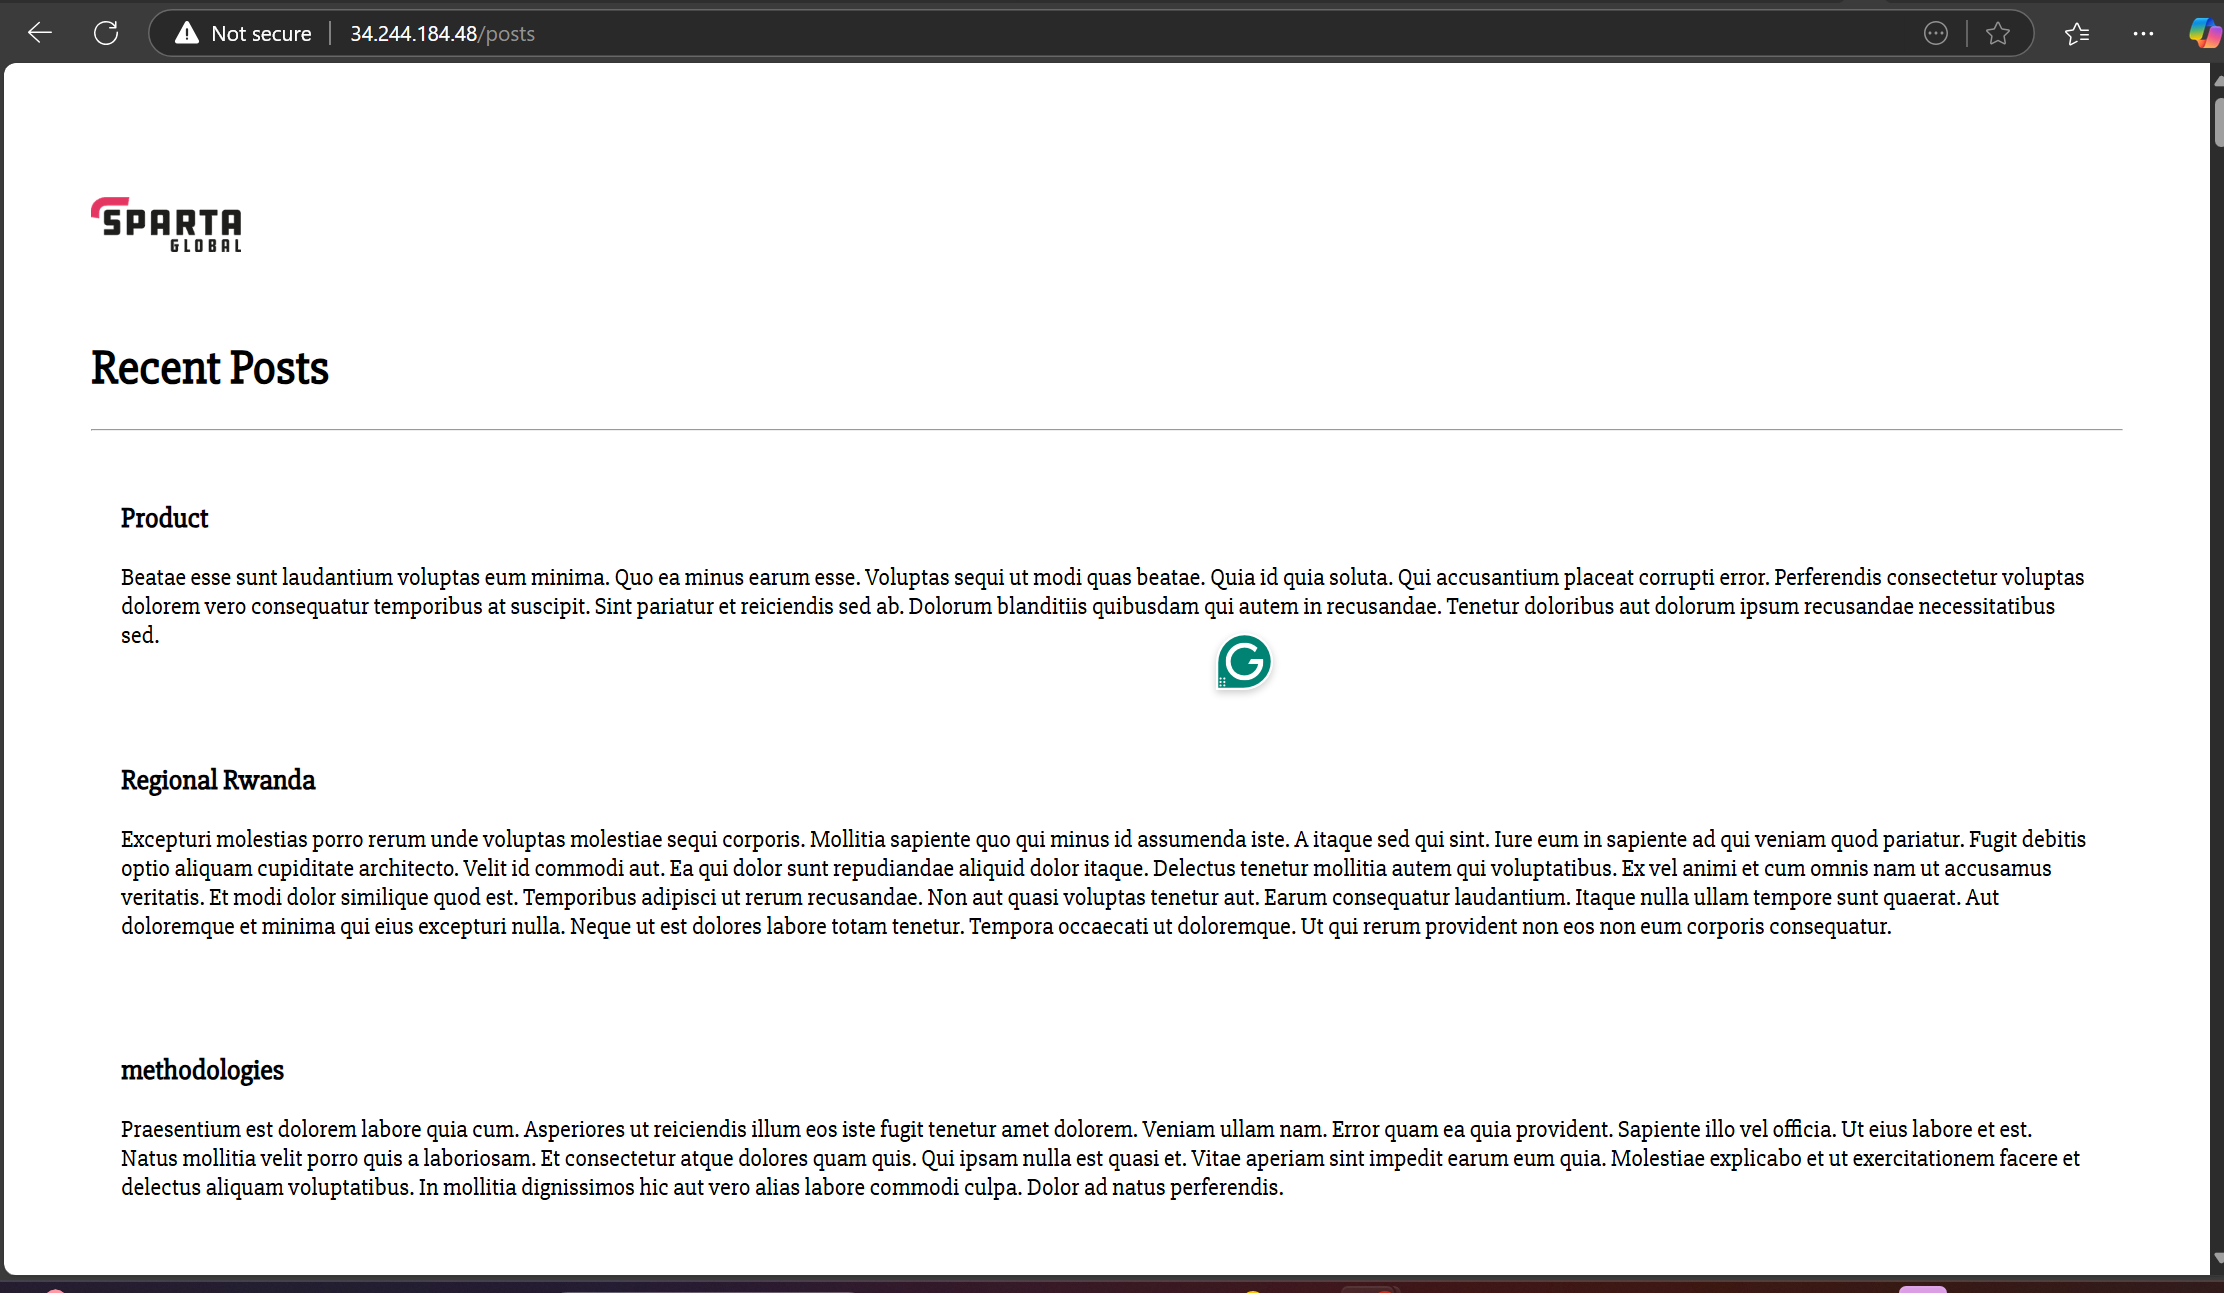 Not secure
34.244.184.48/posts
SPARTA
GLOBAL
Recent Posts
Product
Beatae esse sunt laudantium voluptas eum minima. Quo ea minus earum esse. Voluptas sequi ut modi quas beatae. Quia id quia soluta. Qui accusantium placeat corrupti error. Perferendis consectetur voluptas
dolorem vero consequatur temporibus at suscipit. Sint pariatur et reiciendis sed ab. Dolorum blanditiis quibusdam qui autem in recusandae. Tenetur doloribus aut dolorum ipsum recusandae necessitatibus
sed.
G
Regional Rwanda
Excepturi molestias porro rerum unde voluptas molestiae sequi corporis. Mollitia sapiente quo qui minus id assumenda iste. A itaque sed qui sint. Iure eum in sapiente ad qui veniam quod pariatur. Fugit debitis
optio aliquam cupiditate architecto. Velit id commodi aut. Ea qui dolor sunt repudiandae aliquid dolor itaque. Delectus tenetur mollitia autem qui voluptatibus. Ex vel animi et cum omnis nam ut accusamus
veritatis. Et modi dolor similique quod est. Temporibus adipisci ut rerum recusandae. Non aut quasi voluptas tenetur aut. Earum consequatur laudantium. Itaque nulla ullam tempore sunt quaerat. Aut
doloremque et minima qui eius excepturi nulla. Neque ut est dolores labore totam tenetur. Tempora occaecati ut doloremque. Ut qui rerum provident non eos non eum corporis consequatur.
methodologies
Praesentium est dolorem labore quia cum. Asperiores ut reiciendis illum eos iste fugit tenetur amet dolorem. Veniam ullam nam. Error quam ea quia provident. Sapiente illo vel officia. Ut eius labore et est.
Natus mollitia velit porro quis a laboriosam. Et consectetur atque dolores quam quis. Qui ipsam nulla est quasi et. Vitae aperiam sint impedit earum eum quia. Molestiae explicabo et ut exercitationem facere et
delectus aliquam voluptatibus. In mollitia dignissimos hic aut vero alias labore commodi culpa. Dolor ad natus perferendis.